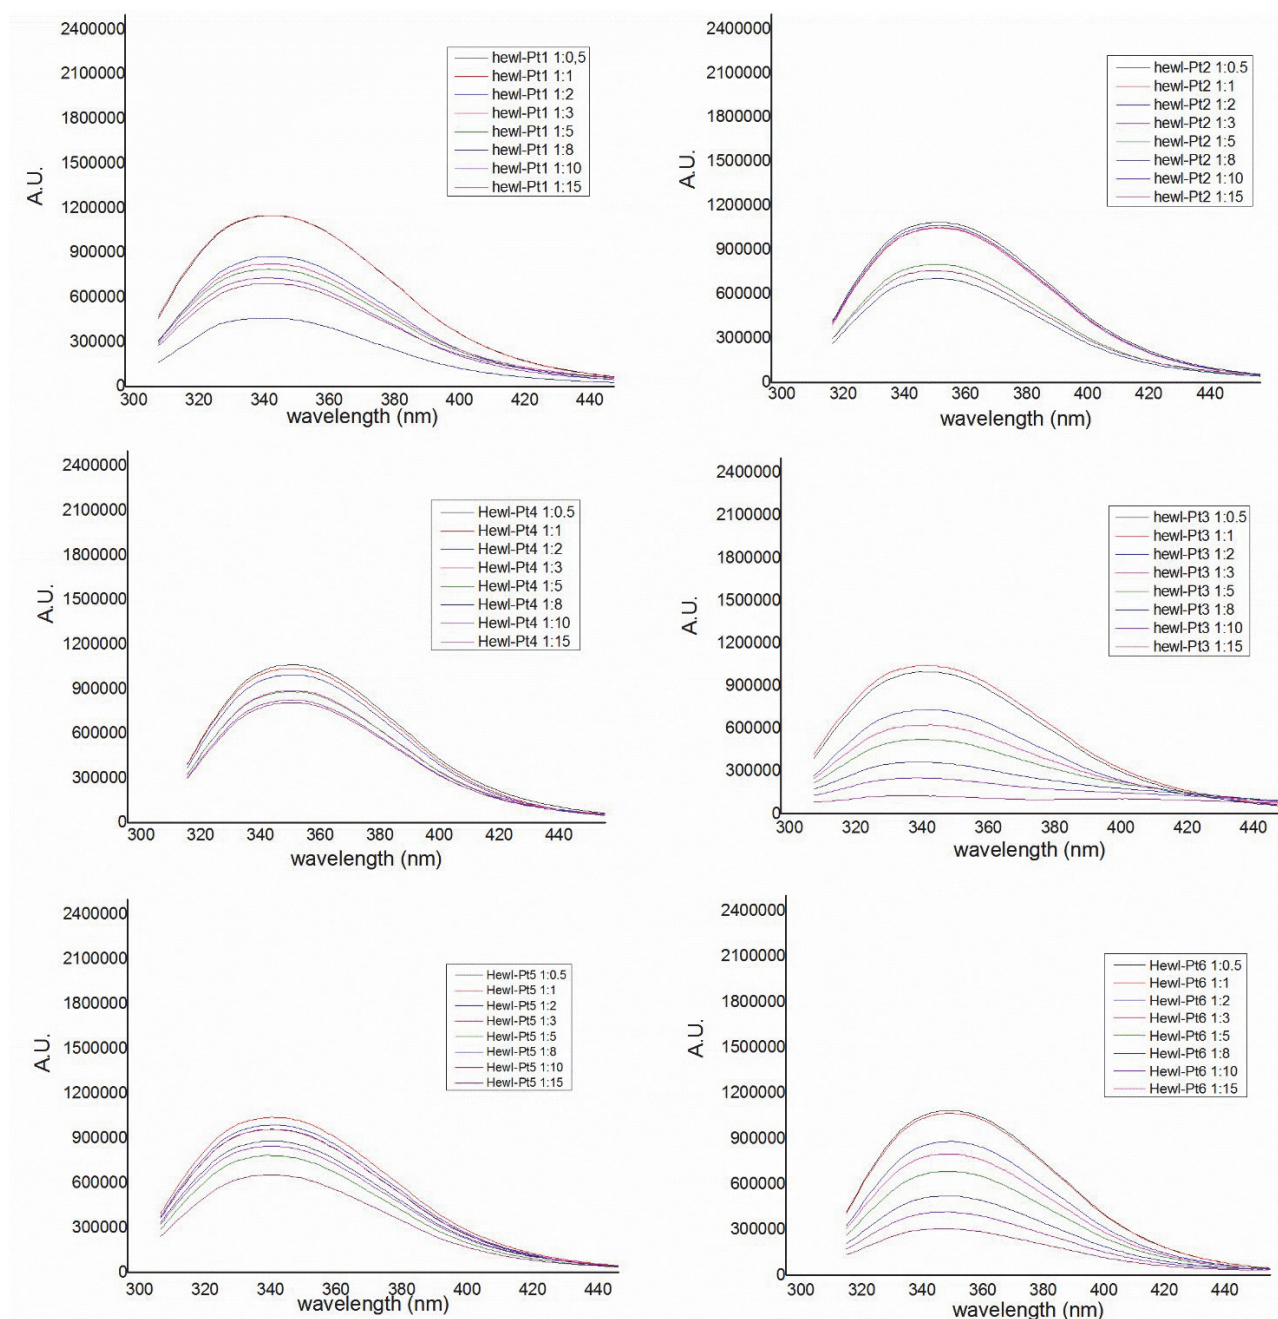 2400000
2100000
1800000
1500000
1200000
900000
600000
300000
0
A.U.
hewl-Pt1 1:0,5
hewl-Pt1 1:1
hewl-Pt1 1:2
hewl-Pt1 1:3
hewl-Pt1 1:5
hewl-Pt1 1:8
hewl-Pt1 1:10
hewl-Pt1 1:15
300 320 340 360 380 400 420 440
wavelength (nm)
2400000
2100000
1800000
1500000
1200000
900000
600000
300000
0
A.U.
hewl-Pt2 1:0.5
hewl-Pt2 1:1
hewl-Pt2 1:2
hewl-Pt2 1:3
hewl-Pt2 1:5
hewl-Pt2 1:8
hewl-Pt2 1:10
hewl-Pt2 1:15
300 320 340 360 380 400 420 440
wavelength (nm)
2400000
2100000
1800000
1500000
1200000
900000
600000
300000
0
A.U.
Hewl-Pt4 1:0.5
Hewl-Pt4 1:1
Hewl-Pt4 1:2
Hewl-Pt4 1:3
Hewl-Pt4 1:5
Hewl-Pt4 1:8
Hewl-Pt4 1:10
Hewl-Pt4 1:15
300 320 340 360 380 400 420 440
wavelength (nm)
2400000
2100000
1800000
1500000
1200000
900000
600000
300000
0
A.U.
hewl-Pt3 1:0.5
hewl-Pt3 1:1
hewl-Pt3 1:2
hewl-Pt3 1:3
hewl-Pt3 1:5
hewl-Pt3 1:8
hewl-Pt3 1:10
hewl-Pt3 1:15
300 320 340 360 380 400 420 440
wavelength (nm)
2400000
2100000
1800000
1500000
1200000
900000
600000
300000
0
A.U.
Hewl-Pt5 1:0.5
Hewl-Pt5 1:1
Hewl-Pt5 1:2
Hewl-Pt5 1:3
Hewl-Pt5 1:5
Hewl-Pt5 1:8
Hewl-Pt5 1:10
Hewl-Pt5 1:15
300 320 340 360 380 400 420 440
wavelength (nm)
2400000
2100000
1800000
1500000
1200000
900000
600000
300000
0
A.U.
Hewl-Pt6 1:0.5
Hewl-Pt6 1:1
Hewl-Pt6 1:2
Hewl-Pt6 1:3
Hewl-Pt6 1:5
Hewl-Pt6 1:8
Hewl-Pt6 1:10
Hewl-Pt6 1:15
300 320 340 360 380 400 420 440
wavelength (nm)